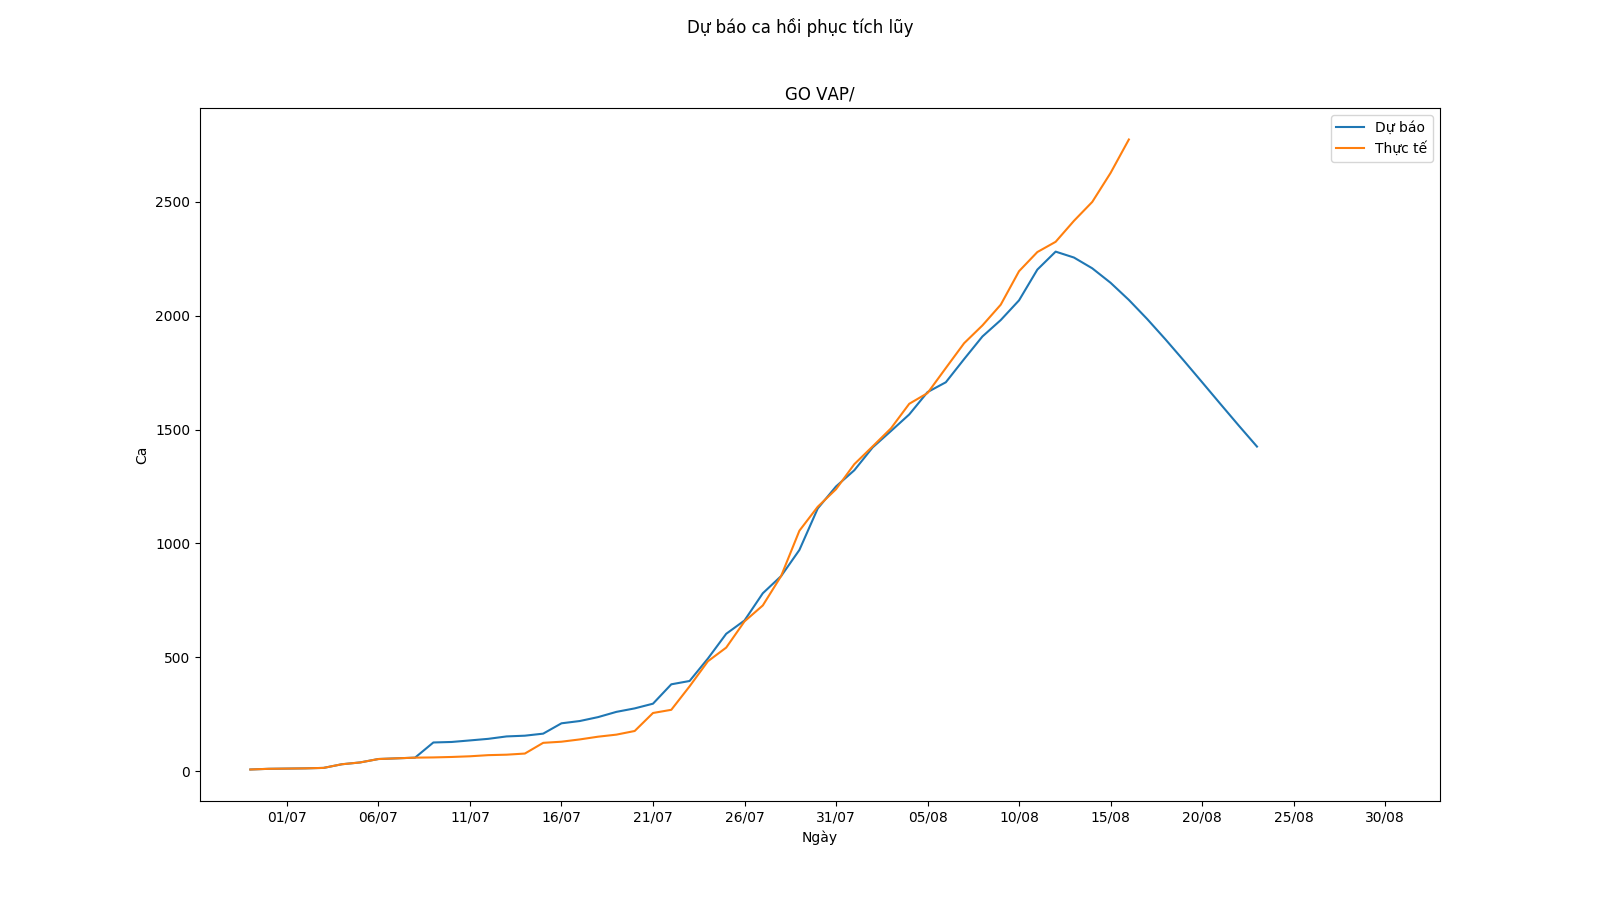 Dự báo ca hồi phục tích lũy
GO VAP/
Dự báo
Thực tế
2500
2000
1500
1000
500
0
Ca
01/07 06/07 11/07 16/07 21/07 26/07 31/07 05/08 10/08 15/08 20/08 25/08 30/08
Ngày